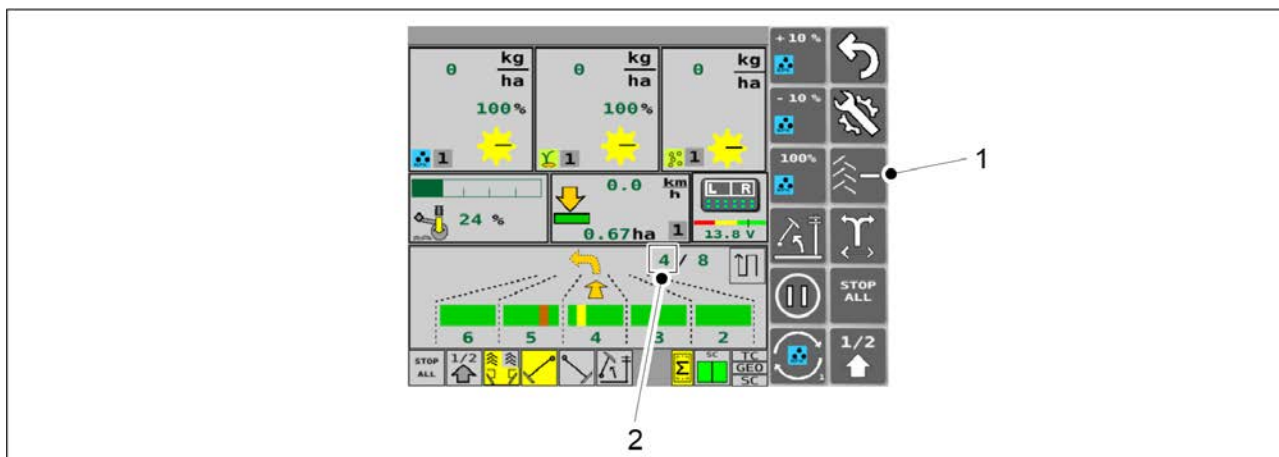 0 kg/ha 0 kg/ha 0 kg/ha
100% 100%
1 1 1
24 %
0.0 km/h
0.67ha 1
L R
13.8 V
4 / 8
6 5 4 3 2
STOP ALL 1/2 Σ SC TC GEO SC
+10 %
- 10 %
100%
STOP ALL
1
1/2
1
2